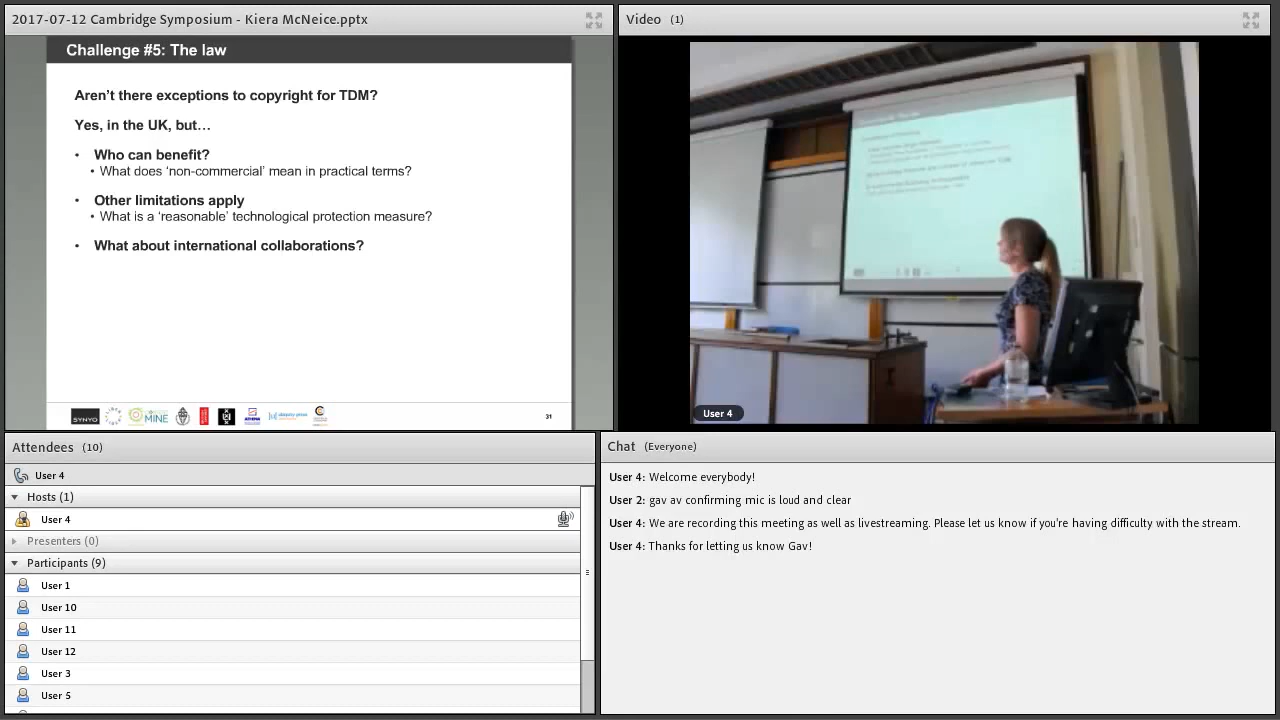 2017-07-12 Cambridge Symposium - Kiera McNeice.pptx
Challenge #5: The law
Aren't there exceptions to copyright for TDM?
Yes, in the UK, but…
• Who can benefit?
• What does 'non-commercial' mean in practical terms?
• Other limitations apply
• What is a 'reasonable' technological protection measure?
• What about international collaborations?
SYNYO
MINE
ATHENA
ubiquity press
31
Video (1)
User 4
Attendees (10)
User 4
Hosts (1)
User 4
Presenters (0)
Participants (9)
User 1
User 10
User 11
User 12
User 3
User 5
Chat (Everyone)
User 4: Welcome everybody!
User 2: gav av confirming mic is loud and clear
User 4: We are recording this meeting as well as livestreaming. Please let us know if you're having difficulty with the stream.
User 4: Thanks for letting us know Gav!